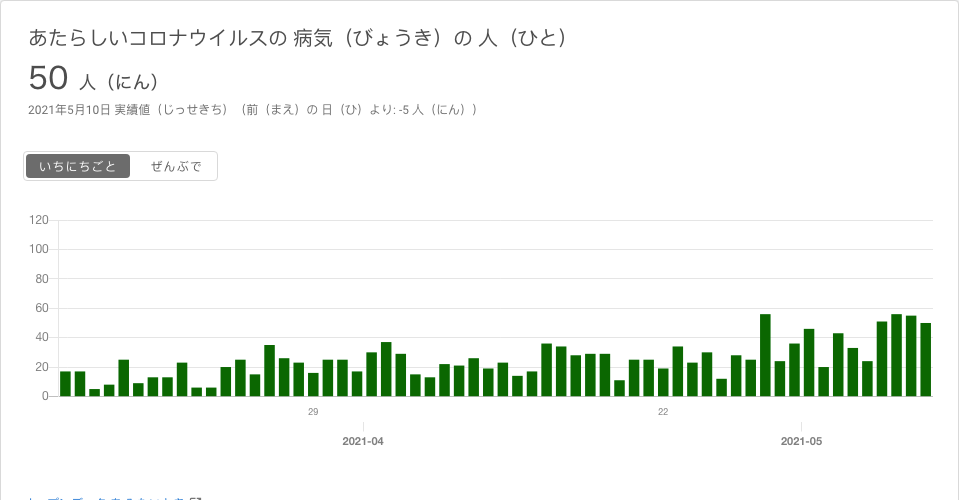 あたらしいコロナウイルスの 病気（びょうき）の 人（ひと）
50 人（にん）
2021年5月10日 実績値（じっせきち）（前（まえ）の 日（ひ）より: -5 人（にん））
いちにちごと
ぜんぶで
120
100
80
60
40
20
0
29
22
2021-04
2021-05